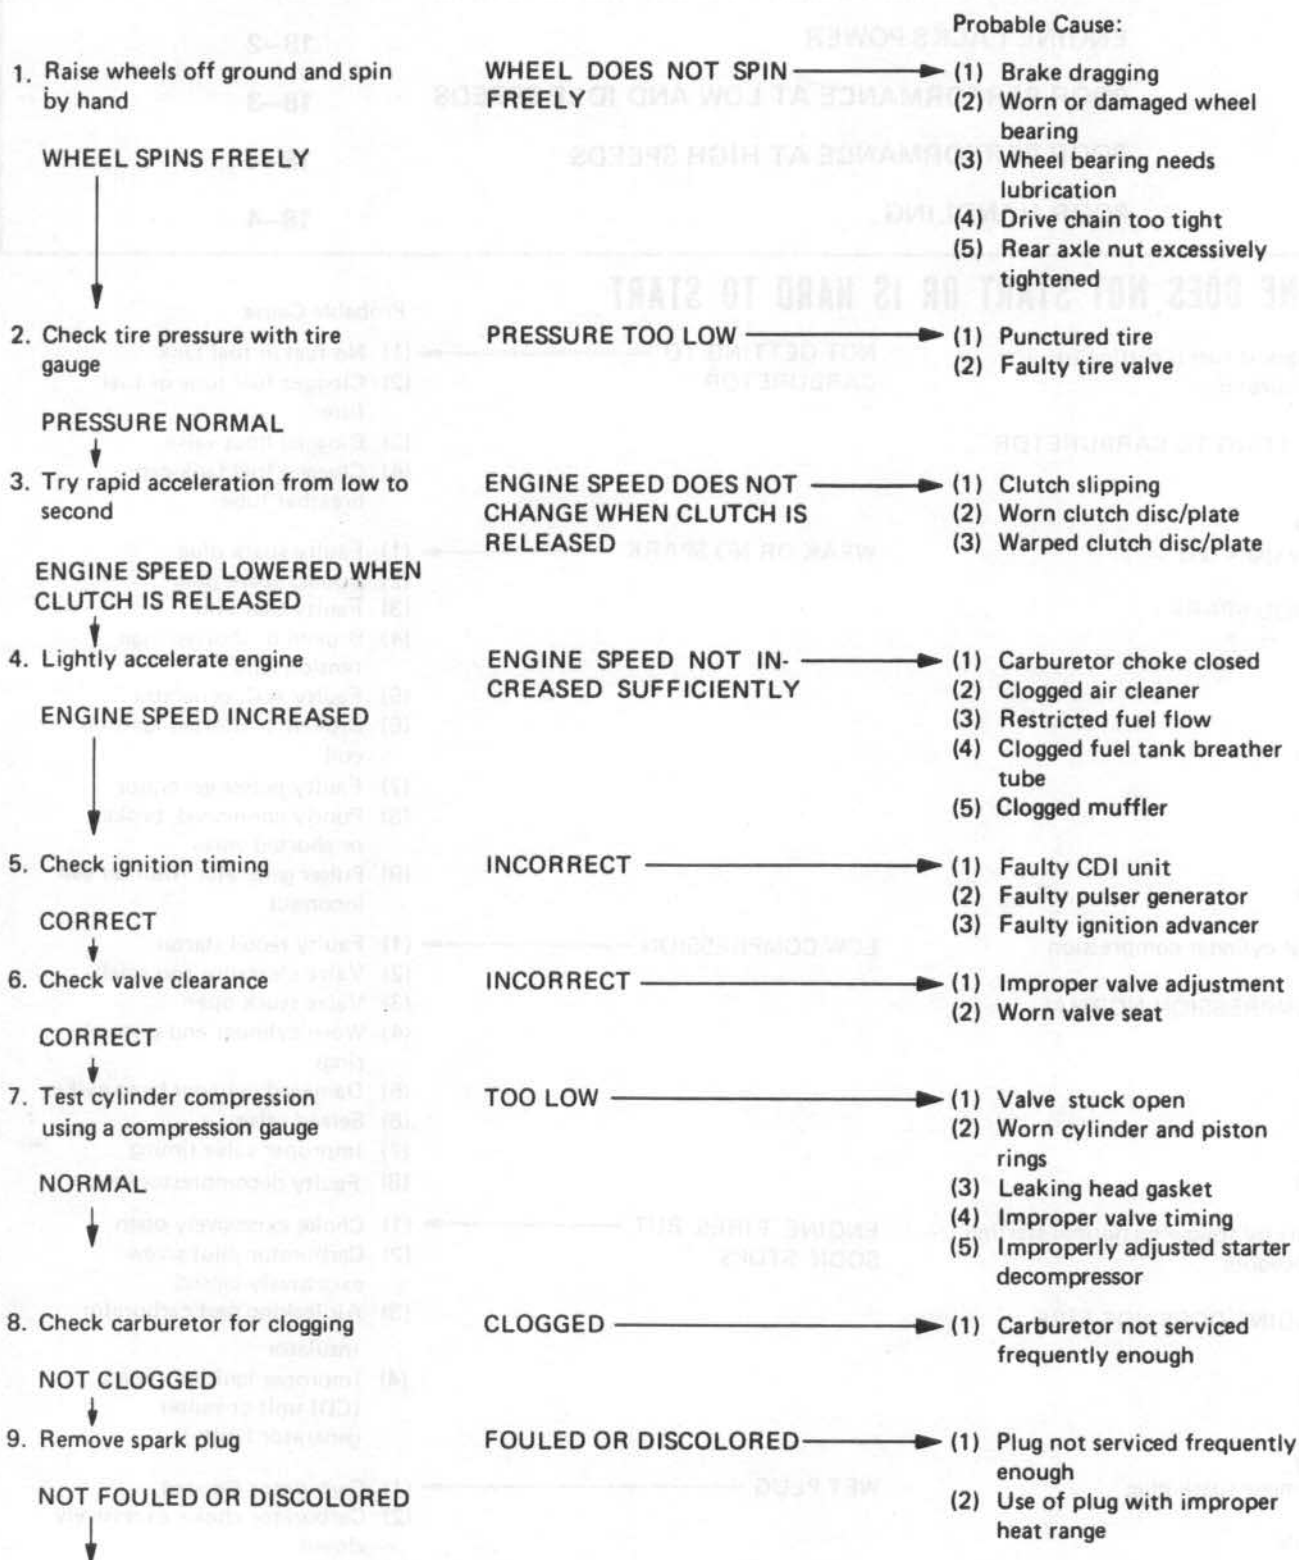 Probable Cause:
1. Raise wheels off ground and spin
by hand
WHEEL SPINS FREELY
WHEEL DOES NOT SPIN
FREELY
(1) Brake dragging
(2) Worn or damaged wheel
bearing
(3) Wheel bearing needs
lubrication
(4) Drive chain too tight
(5) Rear axle nut excessively
tightened
2. Check tire pressure with tire
gauge
PRESSURE NORMAL
PRESSURE TOO LOW
(1) Punctured tire
(2) Faulty tire valve
3. Try rapid acceleration from low to
second
ENGINE SPEED LOWERED WHEN
CLUTCH IS RELEASED
ENGINE SPEED DOES NOT
CHANGE WHEN CLUTCH IS
RELEASED
(1) Clutch slipping
(2) Worn clutch disc/plate
(3) Warped clutch disc/plate
4. Lightly accelerate engine
ENGINE SPEED INCREASED
ENGINE SPEED NOT IN-
CREASED SUFFICIENTLY
(1) Carburetor choke closed
(2) Clogged air cleaner
(3) Restricted fuel flow
(4) Clogged fuel tank breather
tube
(5) Clogged muffler
5. Check ignition timing
CORRECT
INCORRECT
(1) Faulty CDI unit
(2) Faulty pulser generator
(3) Faulty ignition advancer
6. Check valve clearance
CORRECT
INCORRECT
(1) Improper valve adjustment
(2) Worn valve seat
7. Test cylinder compression
using a compression gauge
NORMAL
TOO LOW
(1) Valve stuck open
(2) Worn cylinder and piston
rings
(3) Leaking head gasket
(4) Improper valve timing
(5) Improperly adjusted starter
decompressor
8. Check carburetor for clogging
NOT CLOGGED
CLOGGED
(1) Carburetor not serviced
frequently enough
9. Remove spark plug
NOT FOULED OR DISCOLORED
FOULED OR DISCOLORED
(1) Plug not serviced frequently
enough
(2) Use of plug with improper
heat range